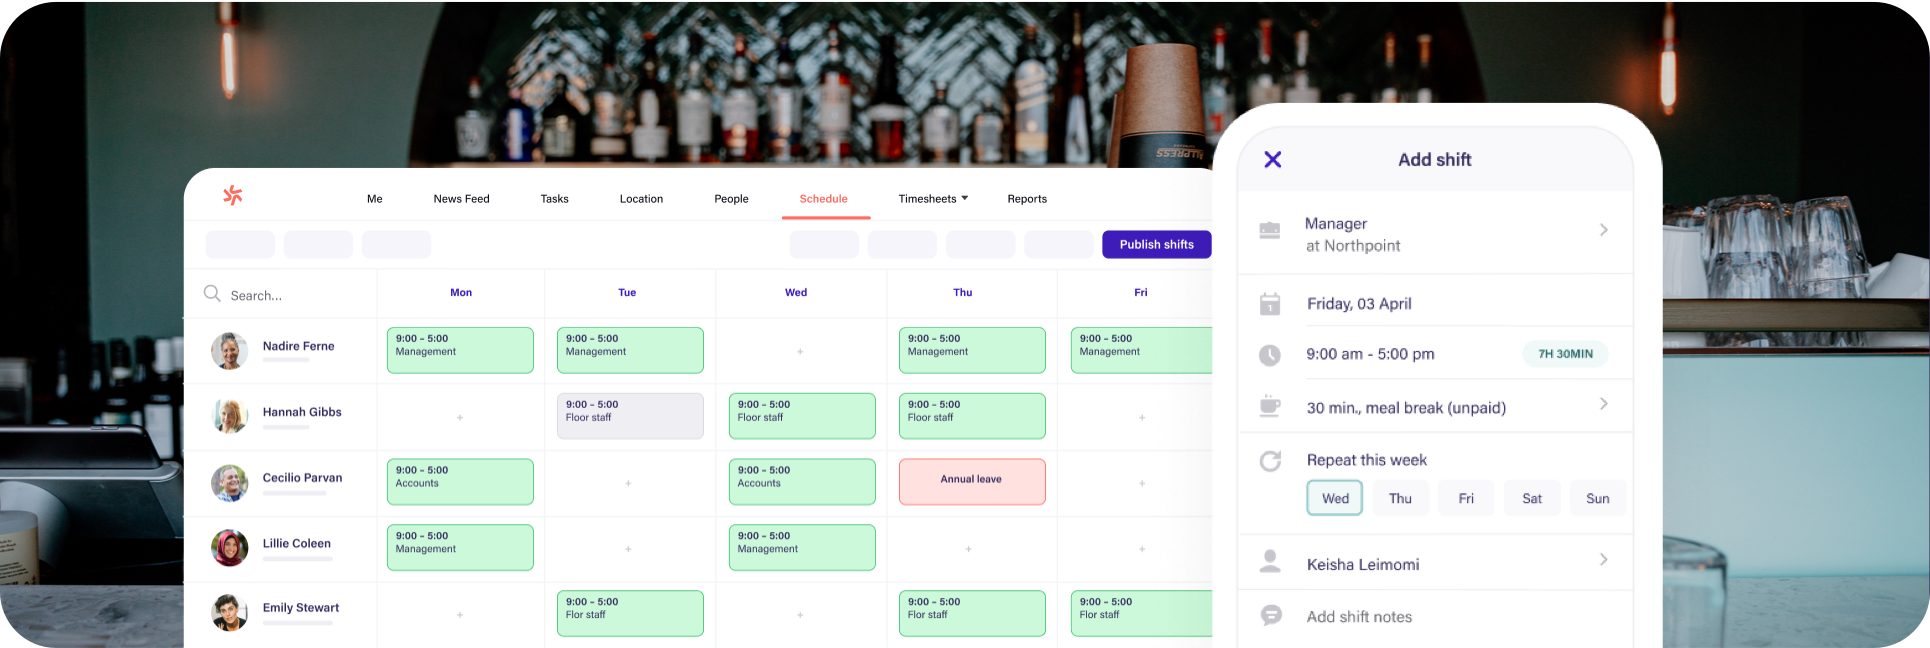 ALLPRESS
Me
News Feed
Tasks
Location
People
Schedule
Timesheets
Reports
Publish shifts
Search...
Mon
Tue
Wed
Thu
Fri
Nadire Ferne
9:00 – 5:00
Management
9:00 – 5:00
Management
9:00 – 5:00
Management
9:00 – 5:00
Management
Hannah Gibbs
9:00 – 5:00
Floor staff
9:00 – 5:00
Floor staff
9:00 – 5:00
Floor staff
Cecilio Parvan
9:00 – 5:00
Accounts
9:00 – 5:00
Accounts
Annual leave
Lillie Coleen
9:00 – 5:00
Management
9:00 – 5:00
Management
Emily Stewart
9:00 – 5:00
Flor staff
9:00 – 5:00
Flor staff
9:00 – 5:00
Flor staff
Add shift
Manager
at Northpoint
1
Friday, 03 April
9:00 am - 5:00 pm
7H 30MIN
30 min., meal break (unpaid)
Repeat this week
Wed Thu Fri Sat Sun
Keisha Leimomi
Add shift notes